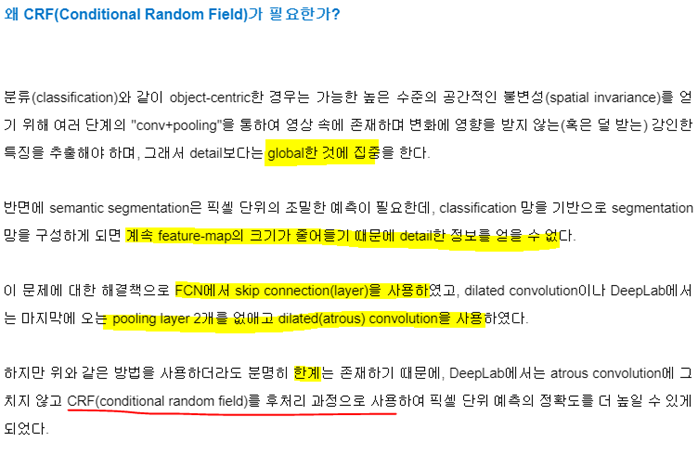 왜 CRF(Conditional Random Field)가 필요한가?
분류(classification)와 같이 object-centric한 경우는 가능한 높은 수준의 공간적인 불변성(spatial invariance)를 얻
기 위해 여러 단계의 "conv+pooling"을 통하여 영상 속에 존재하며 변화에 영향을 받지 않는(혹은 덜 받는) 강인한
특징을 추출해야 하며, 그래서 detail보다는 global한 것에 집중을 한다.
반면에 semantic segmentation은 픽셀 단위의 조밀한 예측이 필요한데, classification 망을 기반으로 segmentation
망을 구성하게 되면 계속 feature-map의 크기가 줄어들기 때문에 detail한 정보를 얻을 수 없다.
이 문제에 대한 해결책으로 FCN에서 skip connection(layer)을 사용하였고, dilated convolution이나 DeepLab에서
는 마지막에 오는 pooling layer 2개를 없애고 dilated(atrous) convolution을 사용하였다.
하지만 위와 같은 방법을 사용하더라도 분명히 한계는 존재하기 때문에, DeepLab에서는 atrous convolution에 그
치지 않고 CRF(conditional random field)를 후처리 과정으로 사용하여 픽셀 단위 예측의 정확도를 더 높일 수 있게
되었다.